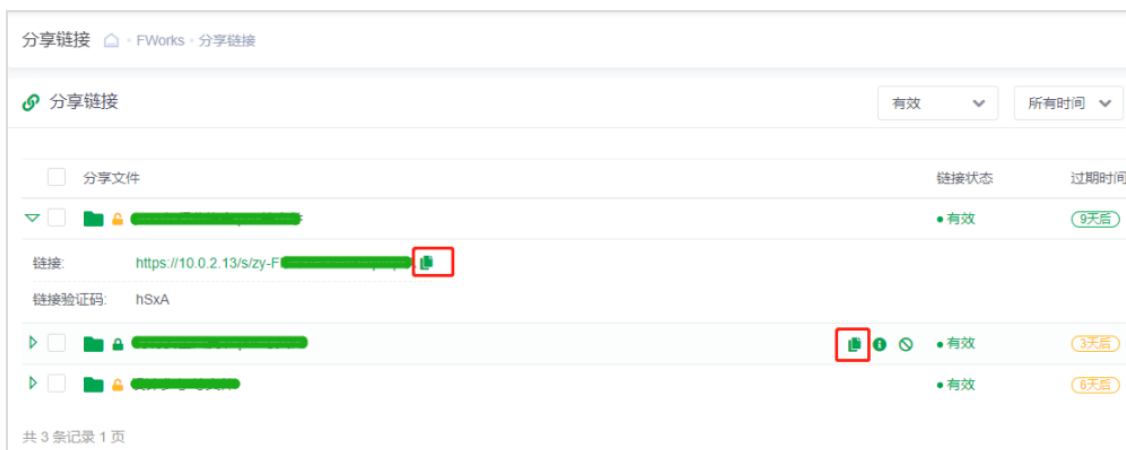 分享链接 FWorks 分享链接
分享链接 有效 所有时间
分享文件 链接状态 过期时间
有效 9天后
链接: https://10.0.2.13/s/zy-F
链接验证码: hSxA
有效 3天后
有效 6天后
共 3 条记录 1 页